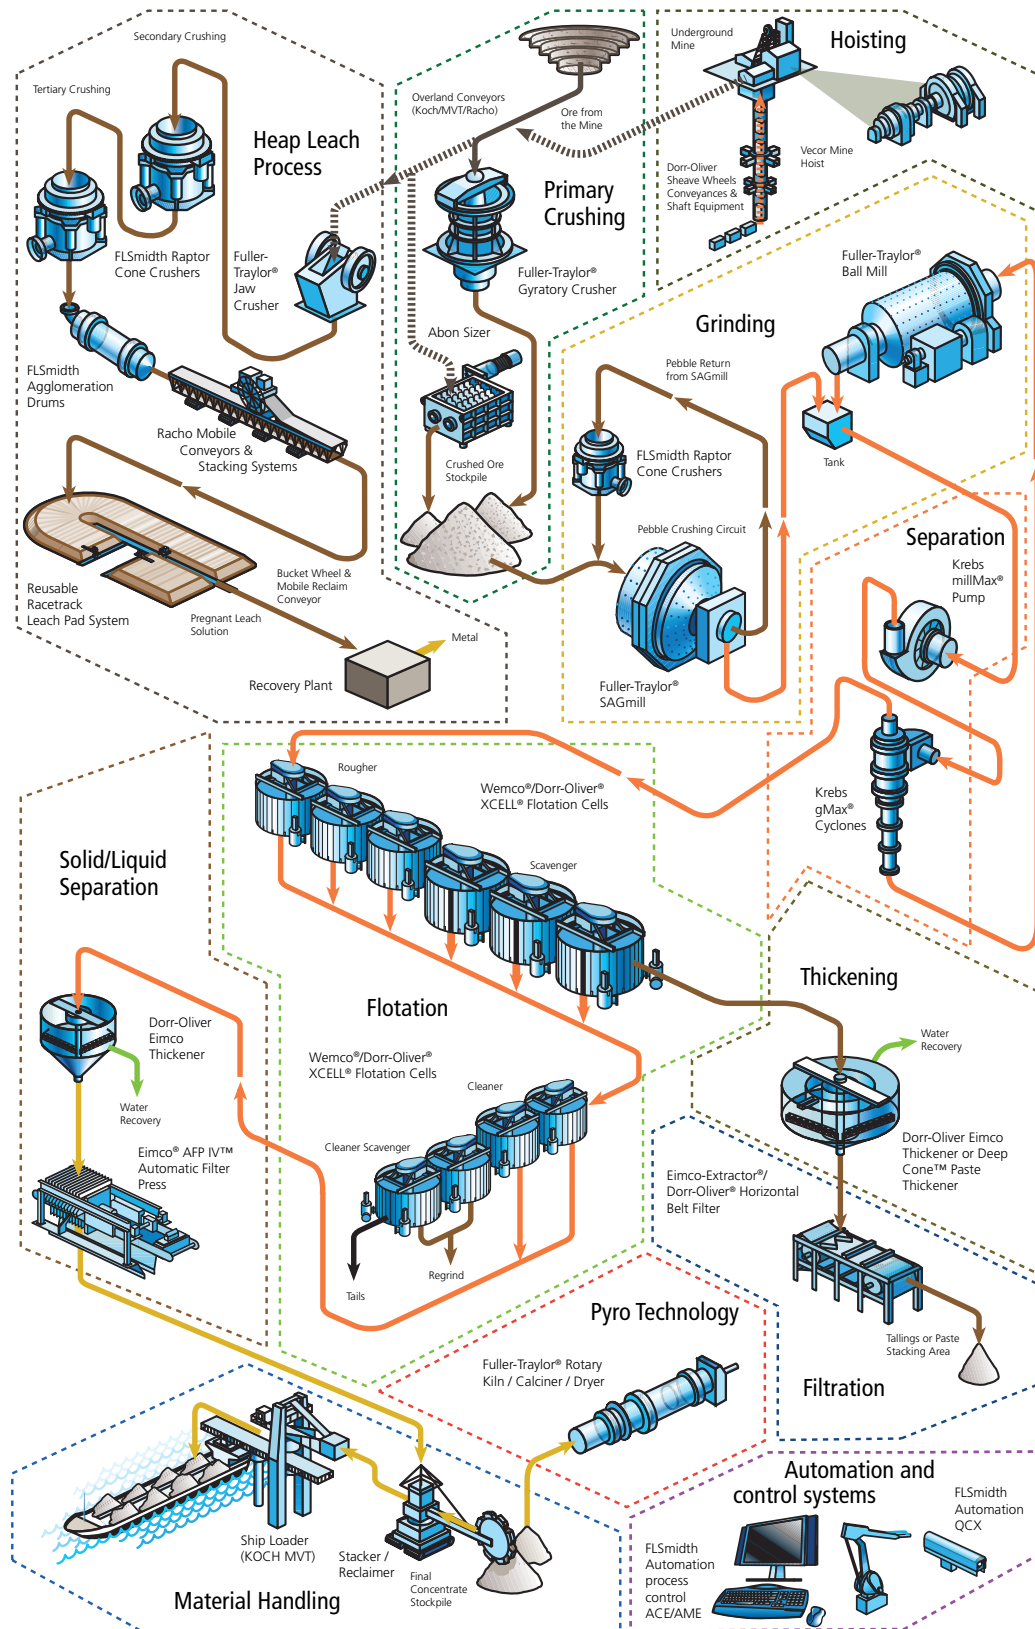 Secondary Crushing
Tertiary Crushing
Heap Leach
Process
FLSmidth Raptor
Cone Crushers
Fuller-
Traylor®
Jaw
Crusher
FLSmidth
Agglomeration
Drums
Racho Mobile
Conveyors &
Stacking Systems
Reusable
Racetrack
Leach Pad System
Bucket Wheel &
Mobile Reclaim
Conveyor
Pregnant Leach
Solution
Metal
Recovery Plant
Overland Conveyors
(Koch/MVT/Racho)
Ore from
the Mine
Primary
Crushing
Fuller-Traylor®
Gyratory Crusher
Abon Sizer
Crushed Ore
Stockpile
Underground
Mine
Hoisting
Vecor Mine
Hoist
Dorr-Oliver
Sheave Wheels
Conveyances &
Shaft Equipment
Fuller-Traylor®
Ball Mill
Grinding
Pebble Return
from SAGmill
FLSmidth Raptor
Cone Crushers
Tank
Pebble Crushing Circuit
Fuller-Traylor®
SAGmill
Separation
Krebs
millMax®
Pump
Krebs
gMax®
Cyclones
Rougher
Wemco®/Dorr-Oliver®
XCELL® Flotation Cells
Scavenger
Flotation
Wemco®/Dorr-Oliver®
XCELL® Flotation Cells
Cleaner
Cleaner Scavenger
Regrind
Tails
Solid/Liquid
Separation
Dorr-Oliver
Eimco
Thickener
Water
Recovery
Eimco® AFP IV™
Automatic Filter
Press
Thickening
Water
Recovery
Dorr-Oliver Eimco
Thickener or Deep
Cone™ Paste
Thickener
Eimco-Extractor®/
Dorr-Oliver® Horizontal
Belt Filter
Tallings or Paste
Stacking Area
Filtration
Pyro Technology
Fuller-Traylor® Rotary
Kiln / Calciner / Dryer
Ship Loader
(KOCH MVT)
Stacker /
Reclaimer
Final
Concentrate
Stockpile
Material Handling
Automation and
control systems
FLSmidth
Automation
QCX
FLSmidth
Automation
process
control
ACE/AME